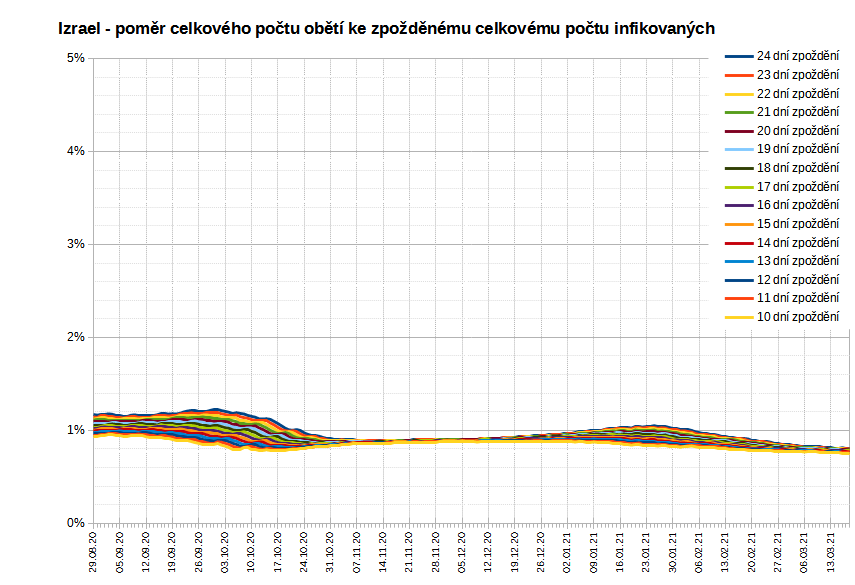 Izrael - poměr celkového počtu obětí ke zpožděnému celkovému počtu infikovaných
5%
4%
3%
2%
1%
0%
24 dní zpoždění
23 dní zpoždění
22 dní zpoždění
21 dní zpoždění
20 dní zpoždění
19 dní zpoždění
18 dní zpoždění
17 dní zpoždění
16 dní zpoždění
15 dní zpoždění
14 dní zpoždění
13 dní zpoždění
12 dní zpoždění
11 dní zpoždění
10 dní zpoždění
29.08.20
05.09.20
12.09.20
19.09.20
26.09.20
03.10.20
10.10.20
17.10.20
24.10.20
31.10.20
07.11.20
14.11.20
21.11.20
28.11.20
05.12.20
12.12.20
19.12.20
26.12.20
02.01.21
09.01.21
16.01.21
23.01.21
30.01.21
06.02.21
13.02.21
20.02.21
27.02.21
06.03.21
13.03.21